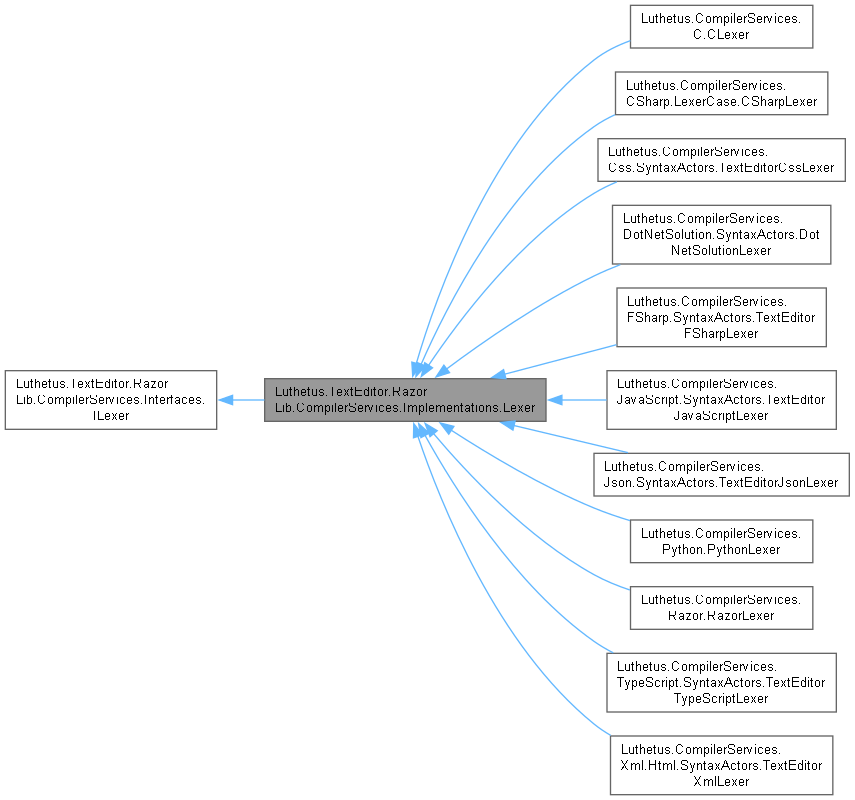 Luthetus.CompilerServices.
C.CLexer
Luthetus.CompilerServices.
CSharp.LexerCase.CSharpLexer
Luthetus.CompilerServices.
Css.SyntaxActors.TextEditorCssLexer
Luthetus.CompilerServices.
DotNetSolution.SyntaxActors.Dot
NetSolutionLexer
Luthetus.CompilerServices.
FSharp.SyntaxActors.TextEditor
FSharpLexer
Luthetus.TextEditor.Razor
Lib.CompilerServices.Interfaces.
ILexer
Luthetus.TextEditor.Razor
Lib.CompilerServices.Implementations.Lexer
Luthetus.CompilerServices.
JavaScript.SyntaxActors.TextEditor
JavaScriptLexer
Luthetus.CompilerServices.
Json.SyntaxActors.TextEditorJsonLexer
Luthetus.CompilerServices.
Python.PythonLexer
Luthetus.CompilerServices.
Razor.RazorLexer
Luthetus.CompilerServices.
TypeScript.SyntaxActors.TextEditor
TypeScriptLexer
Luthetus.CompilerServices.
Xml.Html.SyntaxActors.TextEditor
XmlLexer